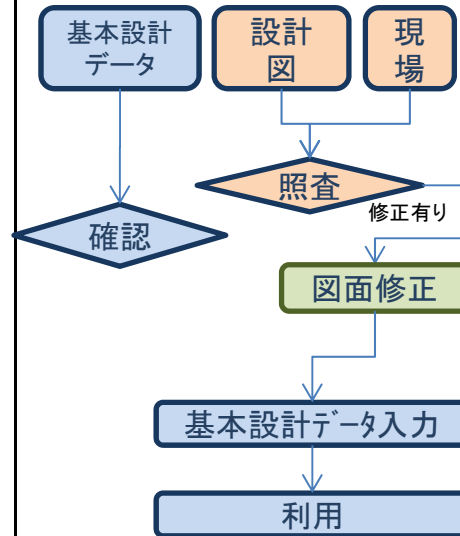 基本設計
データ
設計
図
現
場
照査
修正有り
確認
図面修正
基本設計ﾃﾞｰﾀ入力
利用